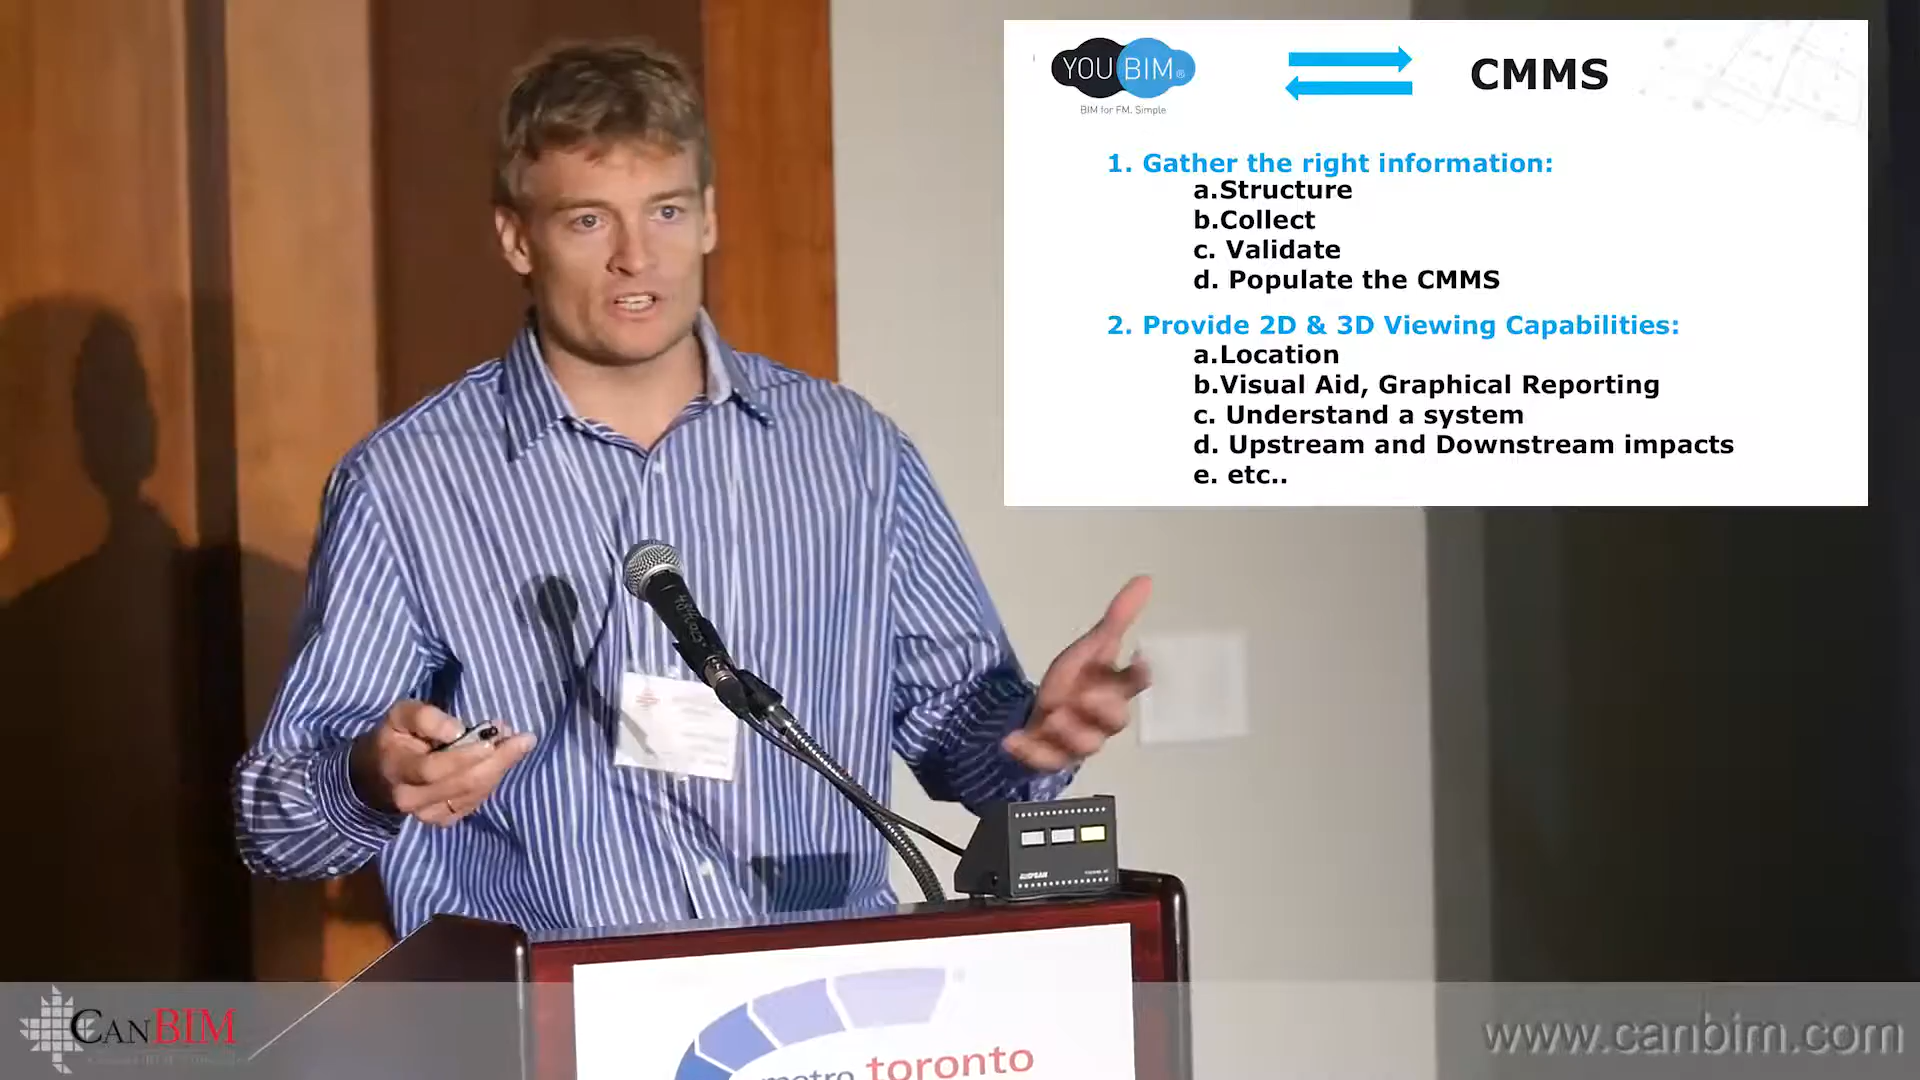 YOUBIM®
BIM for FM. Simple
CMMS
1. Gather the right information:
a.Structure
b.Collect
c. Validate
d. Populate the CMMS
2. Provide 2D & 3D Viewing Capabilities:
a.Location
b.Visual Aid, Graphical Reporting
c. Understand a system
d. Upstream and Downstream impacts
e. etc..
metro toronto
CANBIM
www.canbim.com